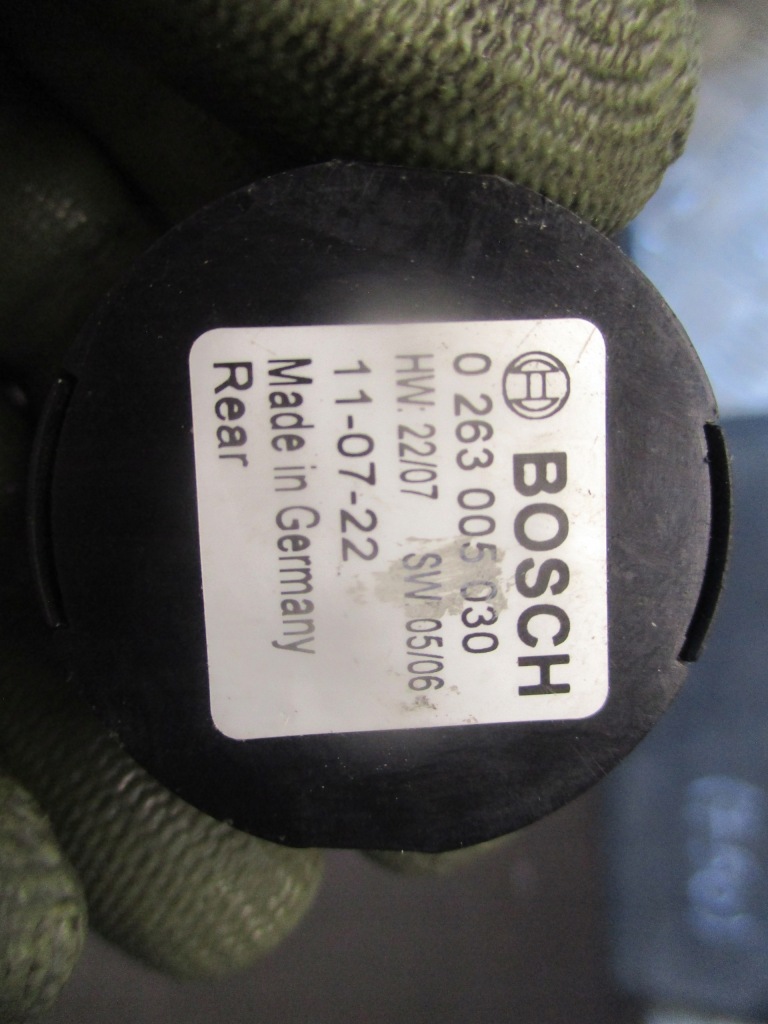 BOSCH
0 263 005 030
HW: 22/07 SW: 05/06
11-07-22
Made in Germany
Rear